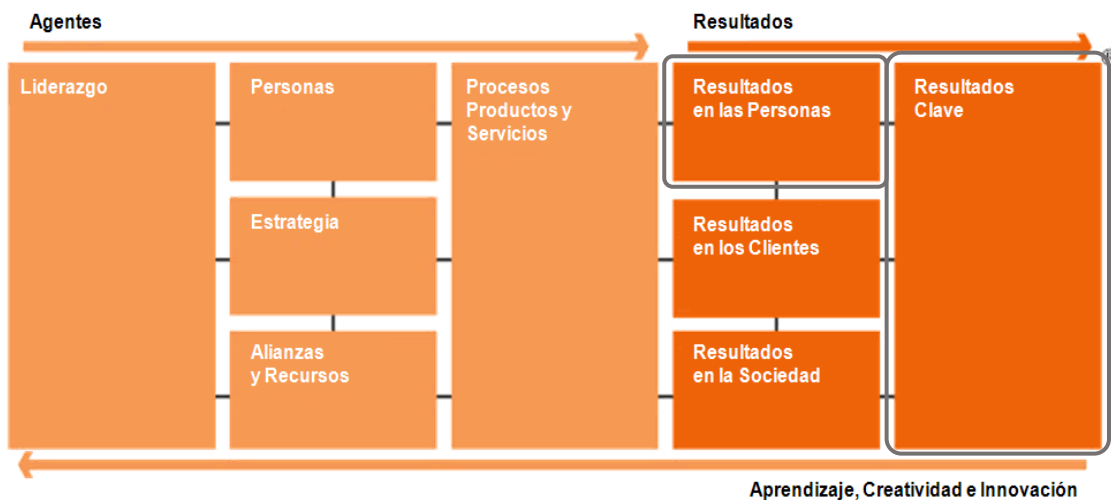 Agentes
Resultados
Liderazgo
Personas
Procesos
Productos y
Servicios
Resultados
en las Personas
Resultados
Clave
Estrategia
Resultados
en los Clientes
Alianzas
y Recursos
Resultados
en la Sociedad
Aprendizaje, Creatividad e Innovación